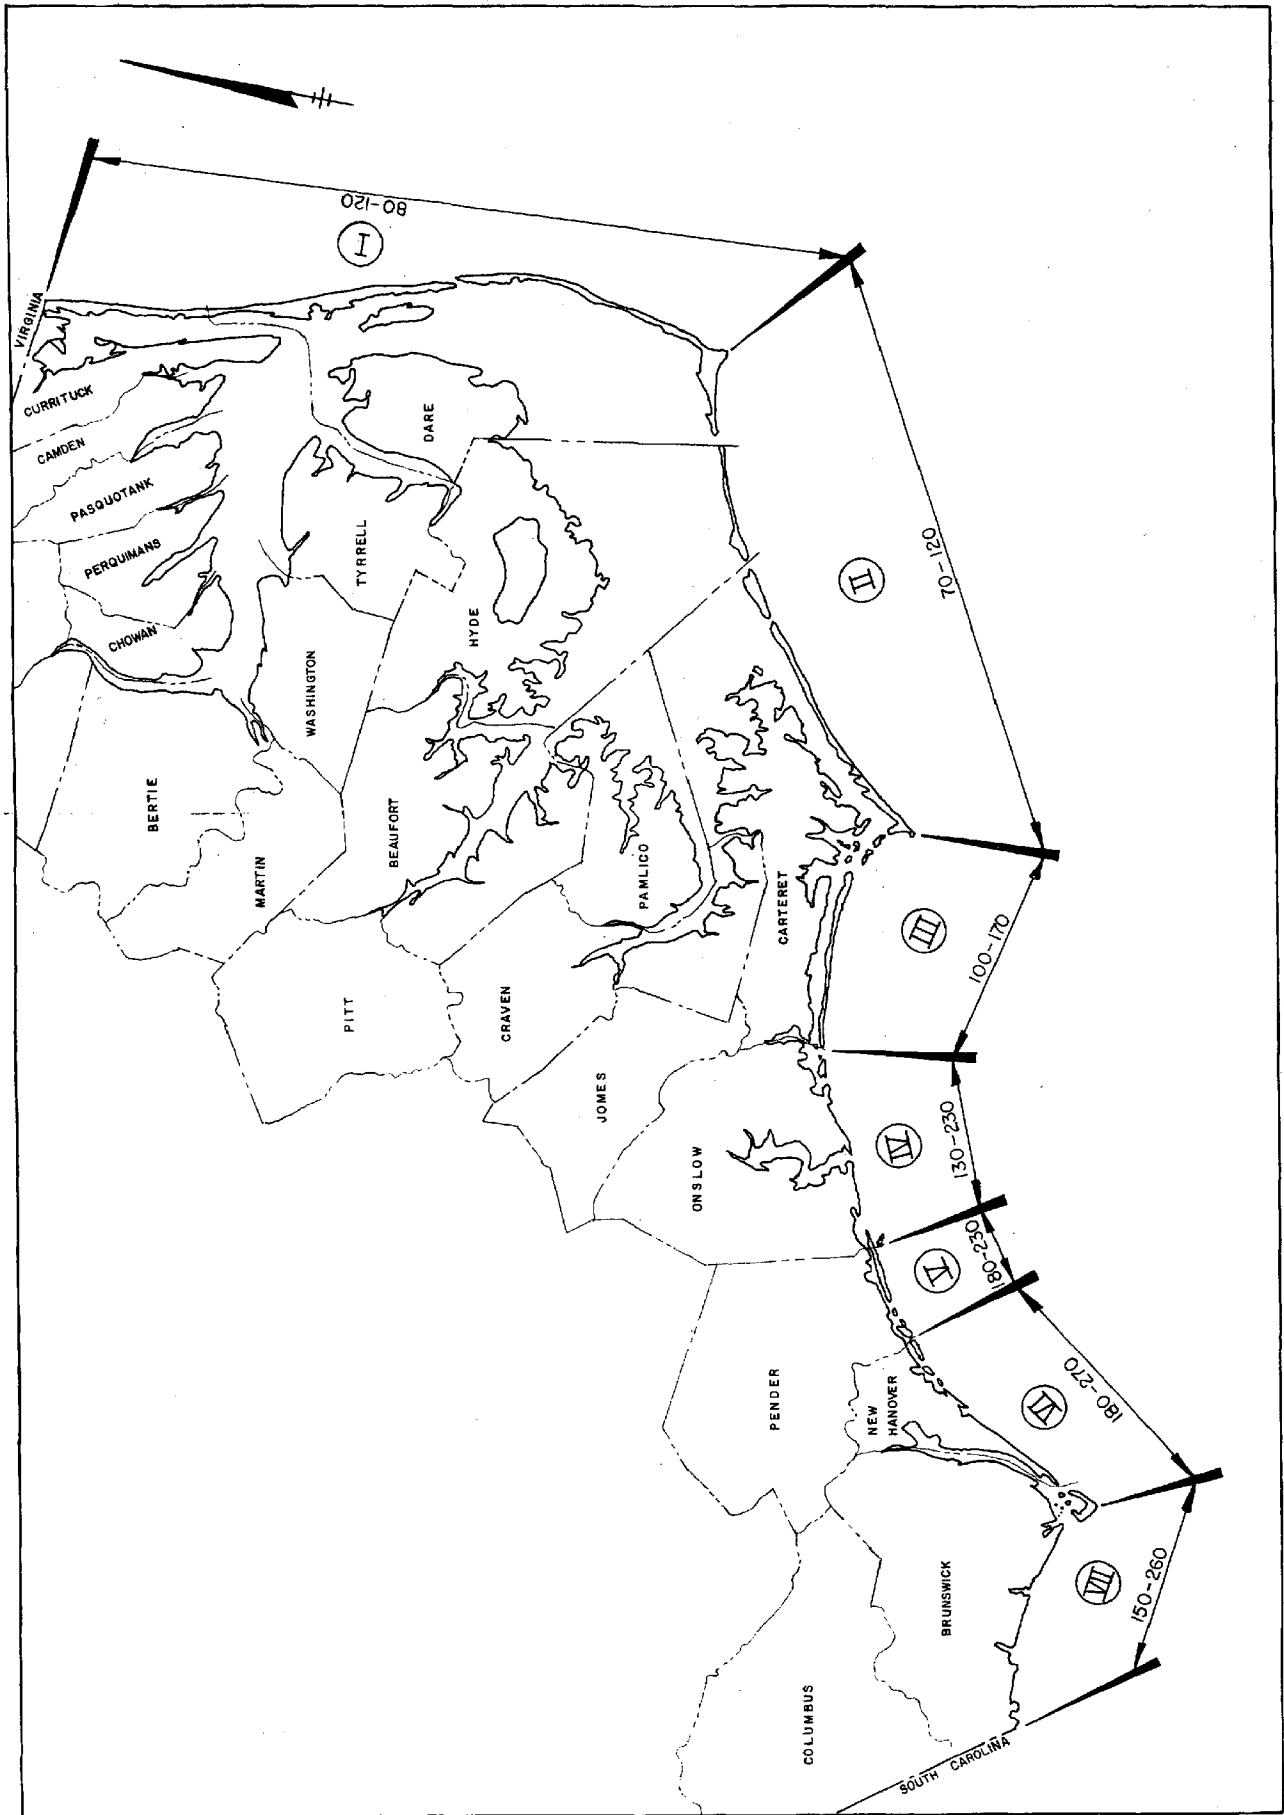 80-120
I
VIRGINIA
CURRITUCK
CAMDEN
PASQUOTANK
PERQUIMANS
CHOWAN
DARE
TYRRELL
HYDE
WASHINGTON
BERTIE
MARTIN
BEAUFORT
PAMLICO
CARTERET
PITT
CRAVEN
JOMES
ONSLOW
PENDER
NEW
HANOVER
BRUNSWICK
COLUMBUS
SOUTH CAROLINA
II
70-120
III
100-170
IV
130-230
V
180-230
VI
180-270
VII
150-260